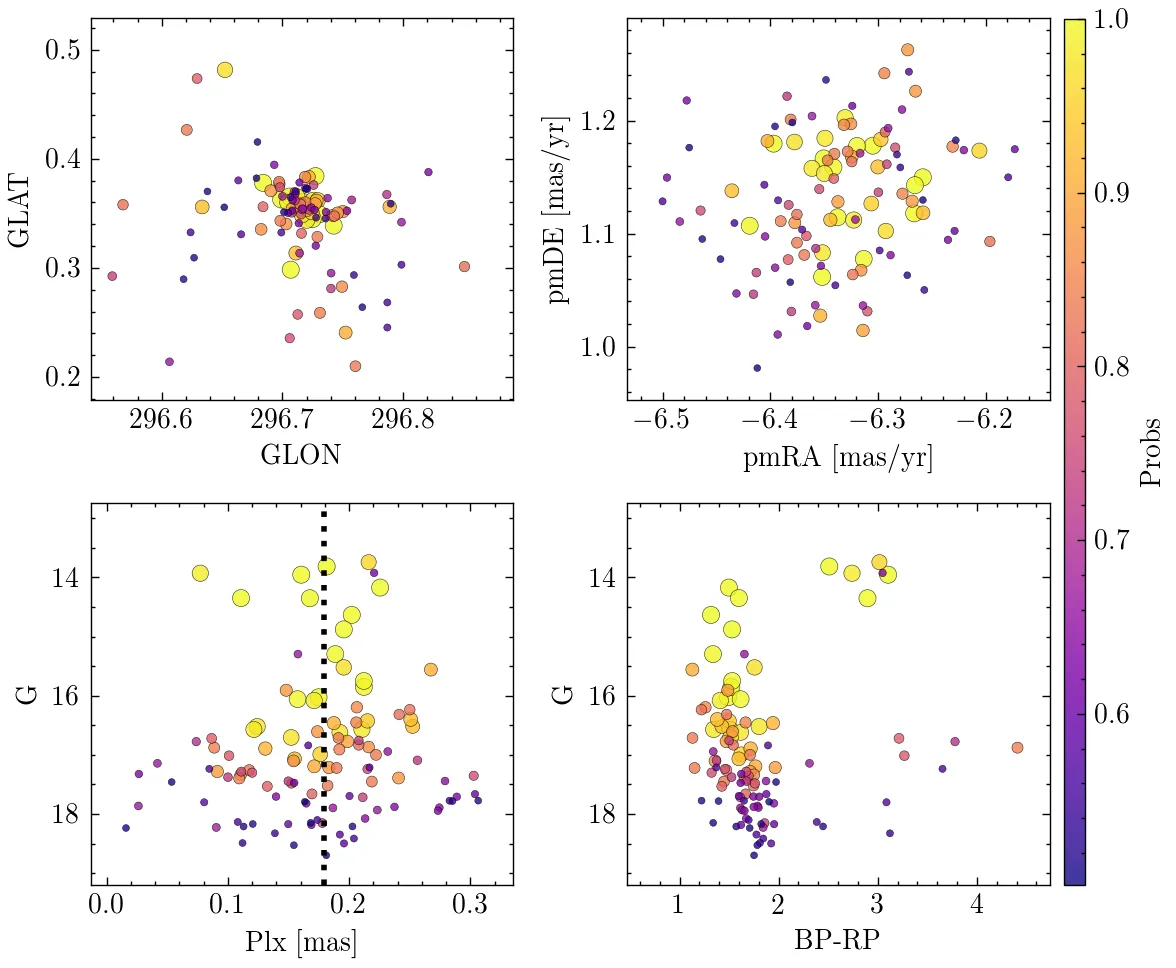 0.5
0.4
0.3
0.2
GLAT
296.6 296.7 296.8
GLON
1.2
1.1
1.0
pmDE [mas/yr]
−6.5 −6.4 −6.3 −6.2
pmRA [mas/yr]
1.0
0.9
0.8
0.7
0.6
Probs
14
16
18
G
0.0 0.1 0.2 0.3
Plx [mas]
14
16
18
G
1 2 3 4
BP-RP